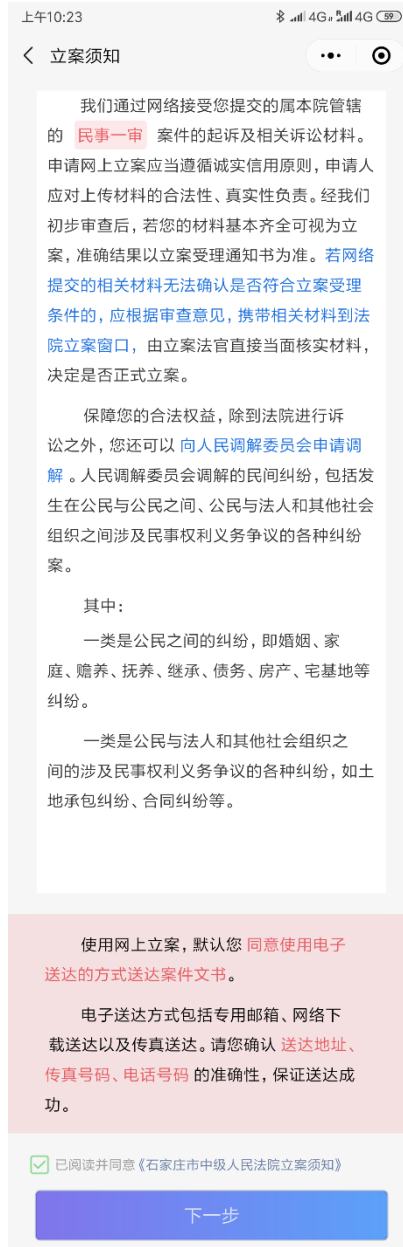 上午10:23
4G 4G 59
立案须知
我们通过网络接受您提交的属本院管辖
的 民事一审 案件的起诉及相关诉讼材料。
申请网上立案应当遵循诚实信用原则，申请人
应对上传材料的合法性、真实性负责。经我们
初步审查后，若您的材料基本齐全可视为立
案，准确结果以立案受理通知书为准。若网络
提交的相关材料无法确认是否符合立案受理
条件的，应根据审查意见，携带相关材料到法
院立案窗口，由立案法官直接当面核实材料，
决定是否正式立案。
保障您的合法权益，除到法院进行诉
讼之外，您还可以 向人民调解委员会申请调
解 。人民调解委员会调解的民间纠纷，包括发
生在公民与公民之间、公民与法人和其他社会
组织之间涉及民事权利义务争议的各种纠纷
案。
其中：
一类是公民之间的纠纷，即婚姻、家
庭、赡养、抚养、继承、债务、房产、宅基地等
纠纷。
一类是公民与法人和其他社会组织之
间的涉及民事权利义务争议的各种纠纷，如土
地承包纠纷、合同纠纷等。
使用网上立案，默认您 同意使用电子
送达的方式送达案件文书。
电子送达方式包括专用邮箱、网络下
载送达以及传真送达。请您确认 送达地址、
传真号码、电话号码 的准确性，保证送达成
功。
已阅读并同意《石家庄市中级人民法院立案须知》
下一步